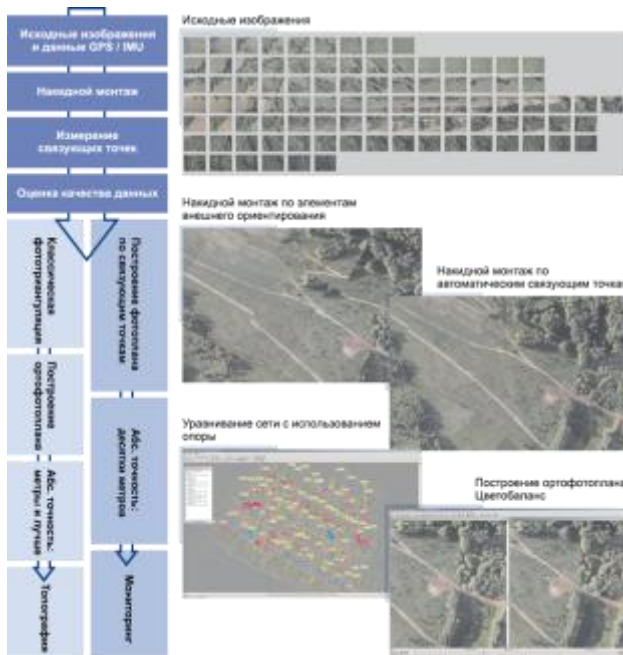 Исходные изображения
и данные GPS / IMU
Накидной монтаж
Измерение
связующих точек
Оценка качества данных
Классическая
фототриангуляция
Построение
ортофотоплана
Абс. точность:
метры и лучше
Топография
Построение фотоплана
по связующим точкам
Абс. точность:
десятки метров
Мониторинг
Исходные изображения
Накидной монтаж по элементам
внешнего ориентирования
Накидной монтаж по
автоматическим связующим точкам
Уравнивание сети с использованием
опоры
Построение ортофотоплана
Цветобаланс